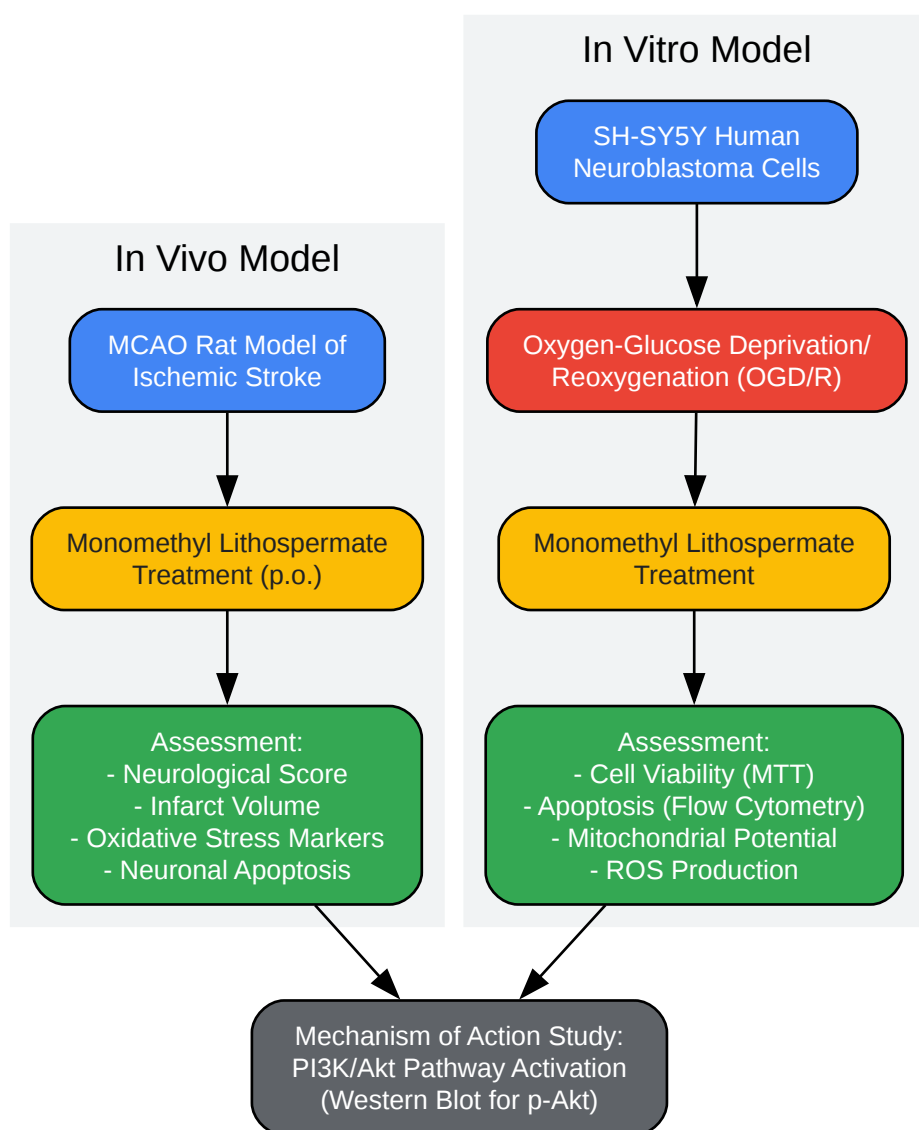 In Vivo Model
MCAO Rat Model of
Ischemic Stroke
Monomethyl Lithospermate
Treatment (p.o.)
Assessment:
- Neurological Score
- Infarct Volume
- Oxidative Stress Markers
- Neuronal Apoptosis
In Vitro Model
SH-SY5Y Human
Neuroblastoma Cells
Oxygen-Glucose Deprivation/
Reoxygenation (OGD/R)
Monomethyl Lithospermate
Treatment
Assessment:
- Cell Viability (MTT)
- Apoptosis (Flow Cytometry)
- Mitochondrial Potential
- ROS Production
Mechanism of Action Study:
PI3K/Akt Pathway Activation
(Western Blot for p-Akt)